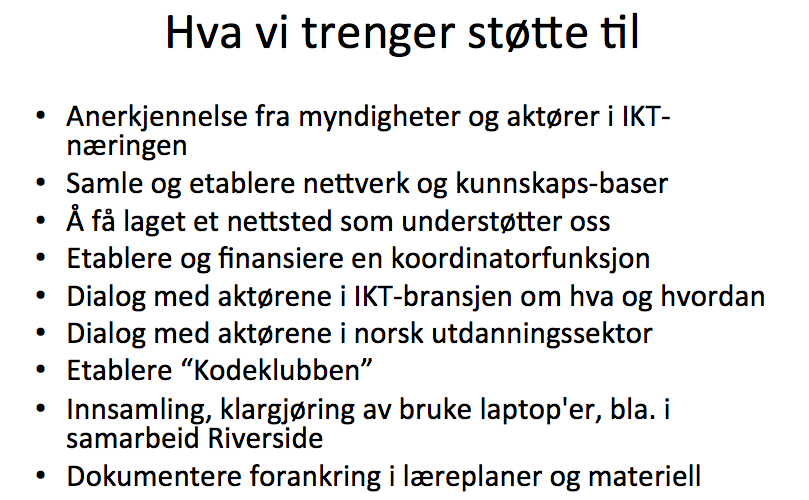 Hva vi trenger støtte til
• Anerkjennelse fra myndigheter og aktører i IKT-
næringen
• Samle og etablere nettverk og kunnskaps-baser
• Å få laget et nettsted som understøtter oss
• Etablere og finansiere en koordinatorfunksjon
• Dialog med aktørene i IKT-bransjen om hva og hvordan
• Dialog med aktørene i norsk utdanningssektor
• Etablere “Kodeklubben”
• Innsamling, klargjøring av bruke laptop'er, bla. i
samarbeid Riverside
• Dokumentere forankring i læreplaner og materiell